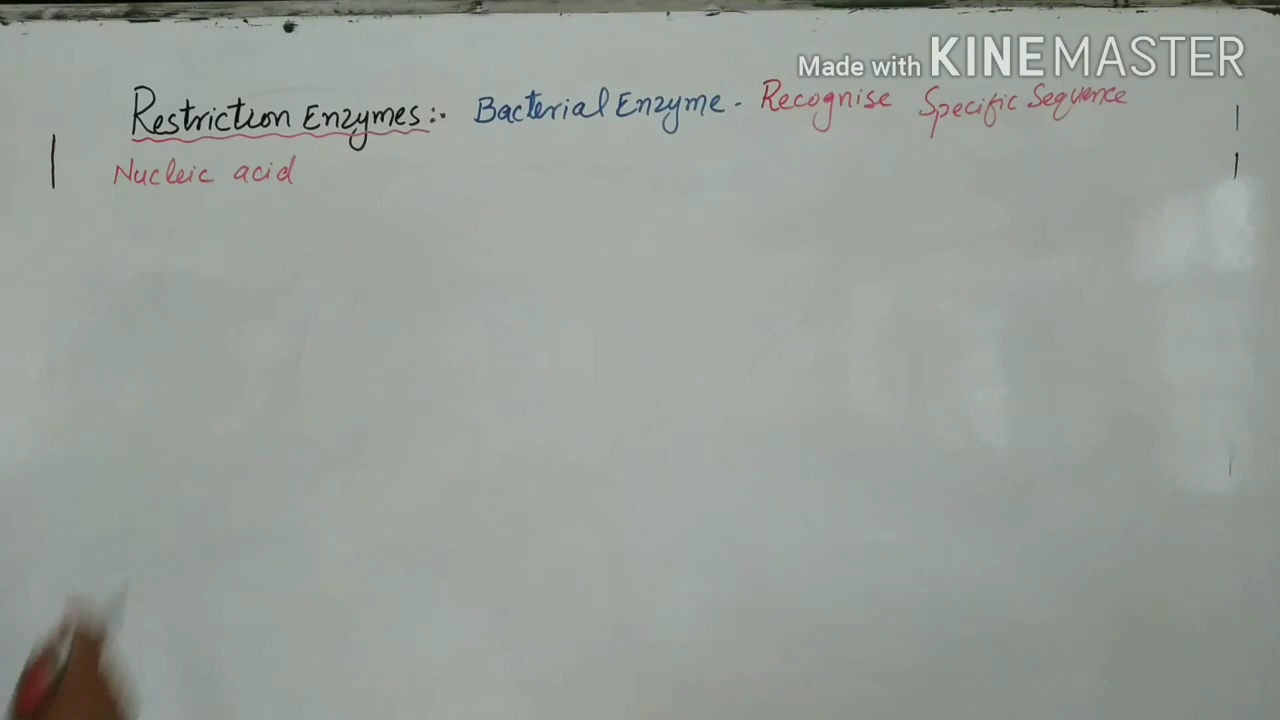 Made with KINEMASTER
Restriction Enzymes:- Bacterial Enzyme - Recognise Specific Sequence
Nucleic acid